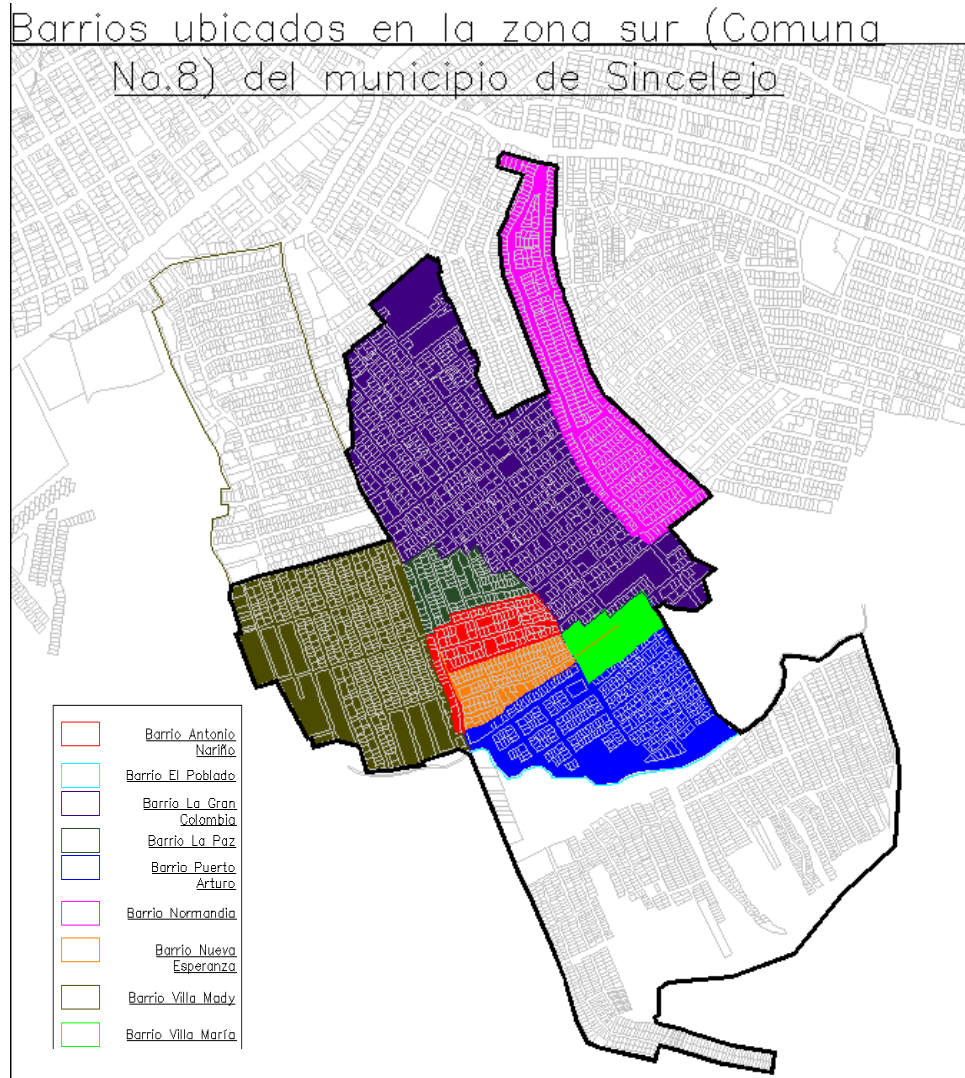 Barrios ubicados en la zona sur (Comuna
No.8) del municipio de Sincelejo
Barrio Antonio
Nariño
Barrio El Poblado
Barrio La Gran
Colombia
Barrio La Paz
Barrio Puerto
Arturo
Barrio Normandia
Barrio Nueva
Esperanza
Barrio Villa Mady
Barrio Villa María